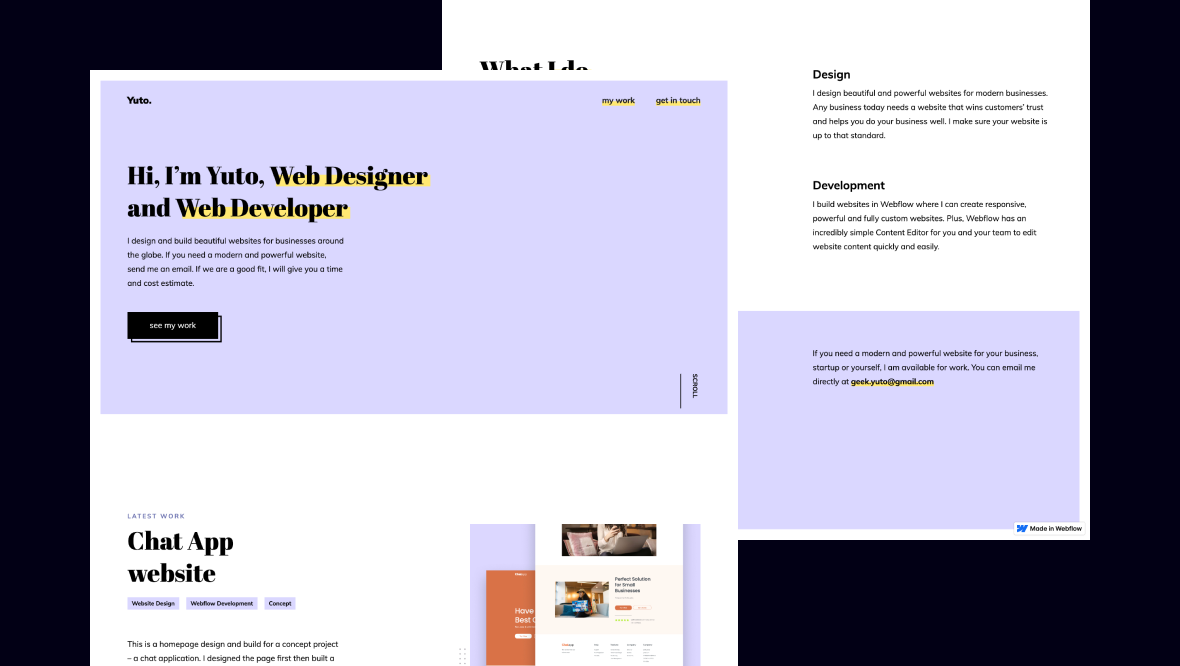 What I do
Design
I design beautiful and powerful websites for modern businesses.
Any business today needs a website that wins customers' trust
and helps you do your business well. I make sure your website is
up to that standard.
Development
I build websites in Webflow where I can create responsive,
powerful and fully custom websites. Plus, Webflow has an
incredibly simple Content Editor for you and your team to edit
website content quickly and easily.
If you need a modern and powerful website for your business,
startup or yourself, I am available for work. You can email me
directly at geek.yuto@gmail.com
Made in Webflow
Yuto.
my work
get in touch
Hi, I'm Yuto, Web Designer
and Web Developer
I design and build beautiful websites for businesses around
the globe. If you need a modern and powerful website,
send me an email. If we are a good fit, I will give you a time
and cost estimate.
see my work
SCROLL
LATEST WORK
Chat App
website
Website Design
Webflow Development
Concept
This is a homepage design and build for a concept project
– a chat application. I designed the page first then built a
Have
Best
Perfect Solution
for Small
Businesses